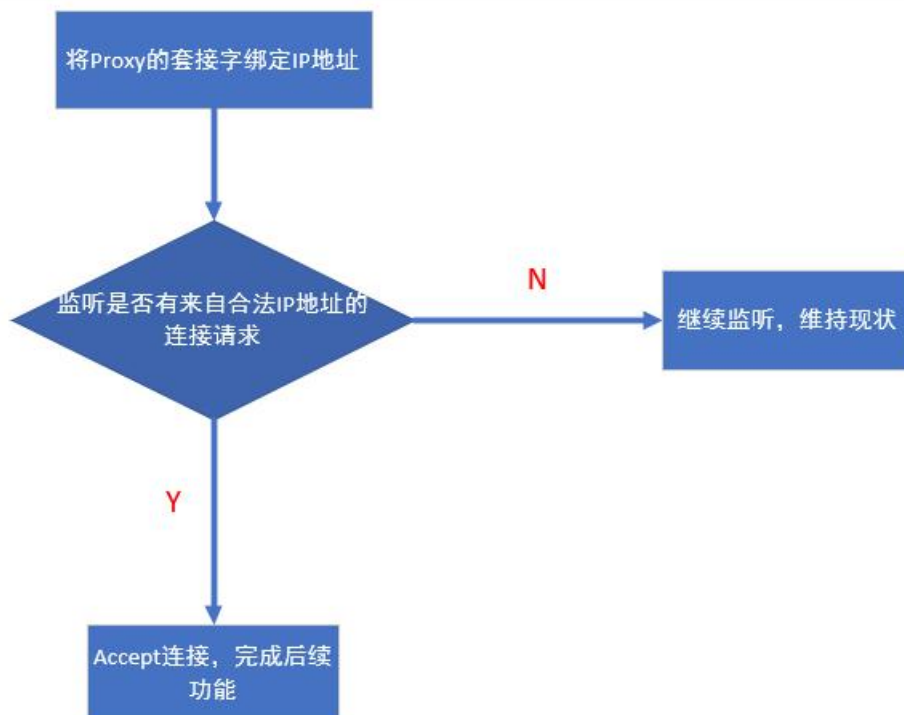 将Proxy的套接字绑定IP地址
监听是否有来自合法IP地址的
连接请求
N
继续监听，维持现状
Y
Accept连接，完成后续
功能